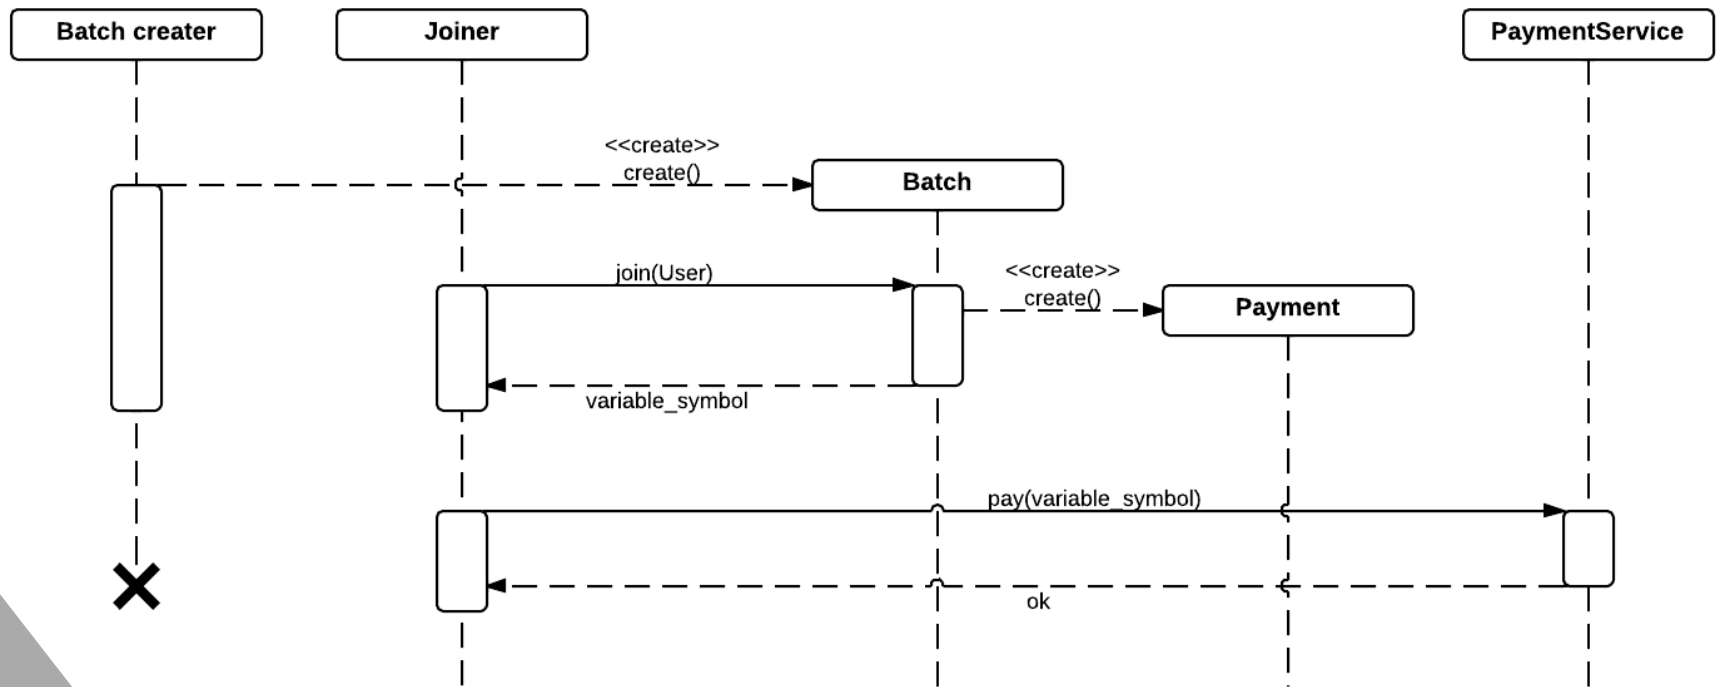 Batch creater
Joiner
PaymentService
<<create>>
create()
Batch
join(User)
<<create>>
create()
Payment
variable_symbol
pay(variable_symbol)
ok